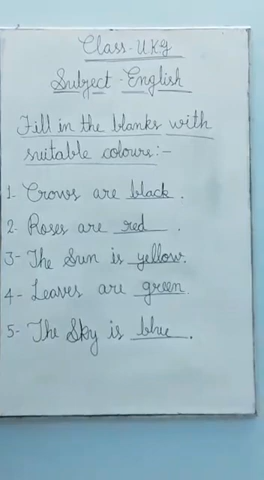 Class-UKG
Subject-English
Fill in the blanks with
suitable colours:-
1- Crows are black.
2- Roses are red.
3- The Sun is yellow.
4- Leaves are green
5- The Sky is blue.